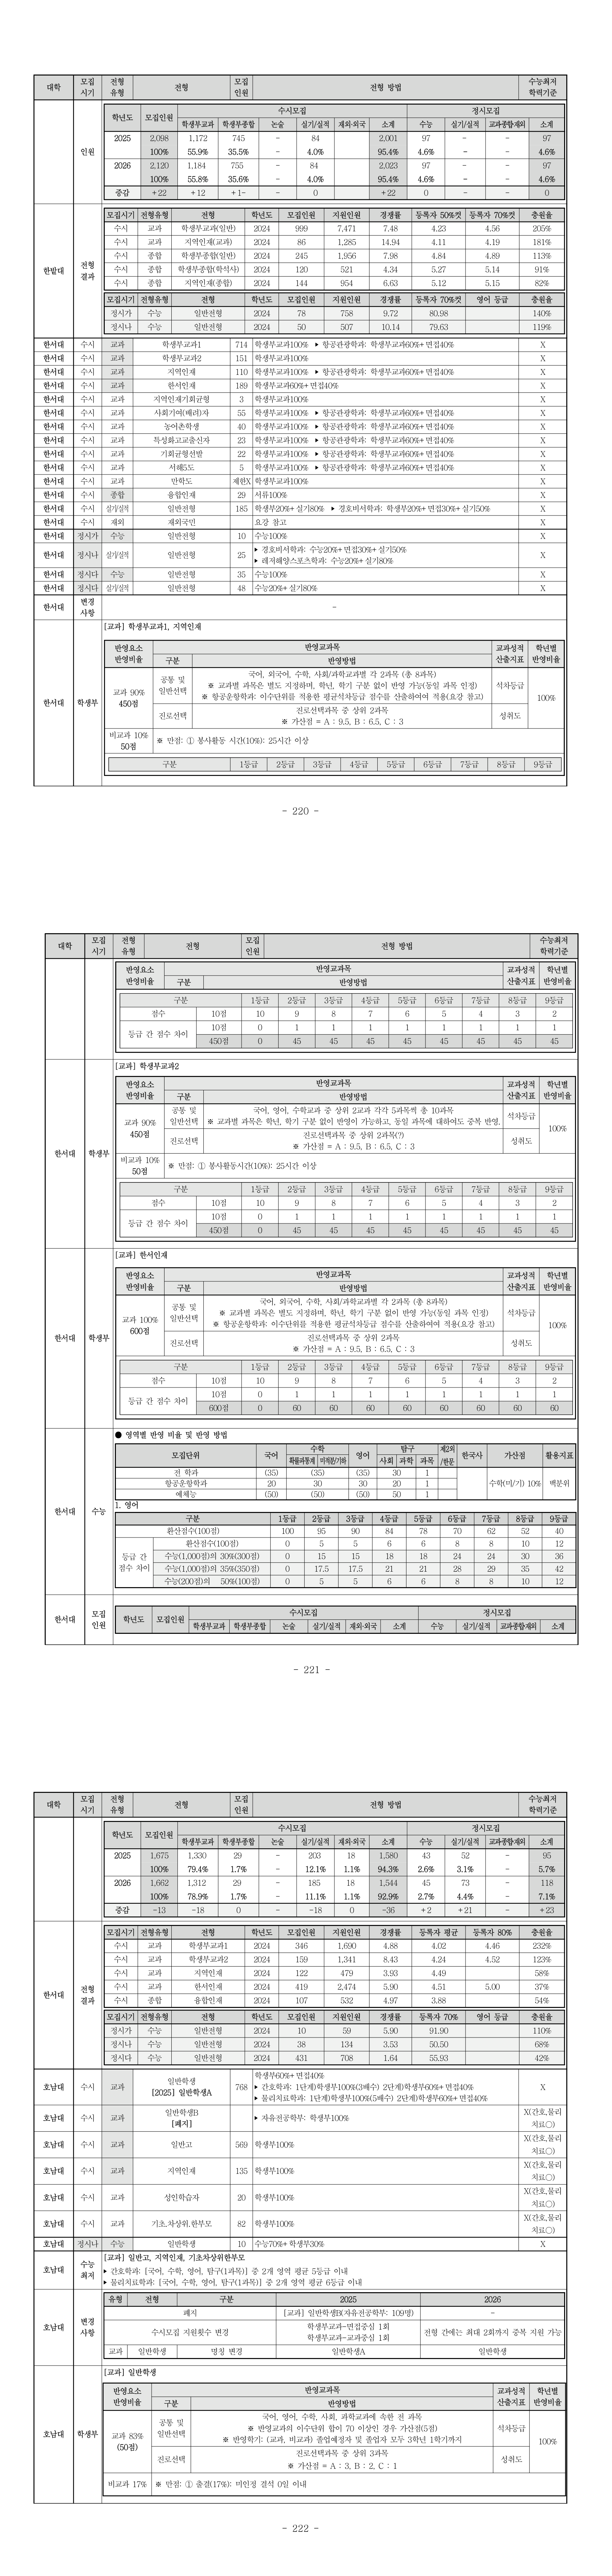 대학 모집시기 전형유형 전형 모집인원 전형 방법 수능최저학력기준
한밭대 인원
학년도 모집인원 수시모집 정시모집
학생부교과 학생부종합 논술 실기/실적 재외·외국 소계 수능 실기/실적 교과종합재외 소계
2025 2,098 1,172 745 - 84 2,001 97 - - 97
100% 55.9% 35.5% - 4.0% 95.4% 4.6% - - 4.6%
2026 2,120 1,184 755 - 84 2,023 97 - - 97
100% 55.8% 35.6% - 4.0% 95.4% 4.6% - - 4.6%
증감 +22 +12 +1- - 0 +22 0 - - 0
전형결과
모집시기 전형유형 전형 학년도 모집인원 지원인원 경쟁률 등록자 50%컷 등록자 70%컷 충원율
수시 교과 학생부교과(일반) 2024 999 7,471 7.48 4.23 4.56 205%
수시 교과 지역인재(교과) 2024 86 1,285 14.94 4.11 4.19 181%
수시 종합 학생부종합(일반) 2024 245 1,956 7.98 4.84 4.89 113%
수시 종합 학생부종합(학석사) 2024 120 521 4.34 5.27 5.14 91%
수시 종합 지역인재(종합) 2024 144 954 6.63 5.12 5.15 82%
모집시기 전형유형 전형 학년도 모집인원 지원인원 경쟁률 등록자 70%컷 영어 등급 충원율
정시가 수능 일반전형 2024 78 758 9.72 80.98 140%
정시나 수능 일반전형 2024 50 507 10.14 79.63 119%
한서대 수시 교과 학생부교과1 714 학생부교과100% ▶ 항공관광학과: 학생부교과60%+면접40% X
한서대 수시 교과 학생부교과2 151 학생부교과100% X
한서대 수시 교과 지역인재 110 학생부교과100% ▶ 항공관광학과: 학생부교과60%+면접40% X
한서대 수시 교과 한서인재 189 학생부교과60%+면접40% X
한서대 수시 교과 지역인재기회균형 3 학생부교과100% X
한서대 수시 교과 사회기여(배려)자 55 학생부교과100% ▶ 항공관광학과: 학생부교과60%+면접40% X
한서대 수시 교과 농어촌학생 40 학생부교과100% ▶ 항공관광학과: 학생부교과60%+면접40% X
한서대 수시 교과 특성화고교출신자 23 학생부교과100% ▶ 항공관광학과: 학생부교과60%+면접40% X
한서대 수시 교과 기회균형선발 22 학생부교과100% ▶ 항공관광학과: 학생부교과60%+면접40% X
한서대 수시 교과 서해5도 5 학생부교과100% ▶ 항공관광학과: 학생부교과60%+면접40% X
한서대 수시 교과 만학도 제한X 학생부교과100% X
한서대 수시 종합 융합인재 29 서류100% X
한서대 수시 실기/실적 일반전형 185 학생부20%+실기80% ▶ 경호비서학과: 학생부20%+면접30%+실기50% X
한서대 수시 재외 재외국민 요강 참고 X
한서대 정시가 수능 일반전형 10 수능100% X
한서대 정시나 실기/실적 일반전형 25 ▶ 경호비서학과: 수능20%+면접30%+실기50% X
▶ 레저해양스포츠학과: 수능20%+실기80%
한서대 정시다 수능 일반전형 35 수능100% X
한서대 정시다 실기/실적 일반전형 48 수능20%+실기80% X
한서대 변경사항 -
한서대 학생부
[교과] 학생부교과1, 지역인재
반영요소 반영비율 반영교과목 교과성적 산출지표 학년별 반영비율
구분 반영방법
교과 90% 450점 공통 및 일반선택 국어, 외국어, 수학, 사회/과학교과별 각 2과목 (총 8과목) 석차등급 100%
※ 교과별 과목은 별도 지정하며, 학년, 학기 구분 없이 반영 가능(동일 과목 인정)
※ 항공운항학과: 이수단위를 적용한 평균석차등급 점수를 산출하여여 적용(요강 참고)
진로선택 진로선택과목 중 상위 2과목 성취도
※ 가산점 = A : 9.5, B : 6.5, C : 3
비교과 10% 50점 ※ 만점: ① 봉사활동 시간(10%): 25시간 이상
구분 1등급 2등급 3등급 4등급 5등급 6등급 7등급 8등급 9등급
- 220 -
대학 모집시기 전형유형 전형 모집인원 전형 방법 수능최저학력기준
반영요소 반영비율 반영교과목 교과성적 산출지표 학년별 반영비율
구분 반영방법
구분 1등급 2등급 3등급 4등급 5등급 6등급 7등급 8등급 9등급
점수 10점 10 9 8 7 6 5 4 3 2
등급 간 점수 차이 10점 0 1 1 1 1 1 1 1 1
450점 0 45 45 45 45 45 45 45 45
한서대 학생부
[교과] 학생부교과2
반영요소 반영비율 반영교과목 교과성적 산출지표 학년별 반영비율
구분 반영방법
교과 90% 450점 공통 및 일반선택 국어, 영어, 수학교과 중 상위 2교과 각각 5과목씩 총 10과목 석차등급 100%
※ 교과별 과목은 학년, 학기 구분 없이 반영이 가능하고, 동일 과목에 대하여도 중복 반영.
진로선택 진로선택과목 중 상위 2과목(?) 성취도
※ 가산점 = A : 9.5, B : 6.5, C : 3
비교과 10% 50점 ※ 만점: ① 봉사활동시간(10%): 25시간 이상
구분 1등급 2등급 3등급 4등급 5등급 6등급 7등급 8등급 9등급
점수 10점 10 9 8 7 6 5 4 3 2
등급 간 점수 차이 10점 0 1 1 1 1 1 1 1 1
450점 0 45 45 45 45 45 45 45 45
한서대 학생부
[교과] 한서인재
반영요소 반영비율 반영교과목 교과성적 산출지표 학년별 반영비율
구분 반영방법
교과 100% 600점 공통 및 일반선택 국어, 외국어, 수학, 사회/과학교과별 각 2과목 (총 8과목) 석차등급 100%
※ 교과별 과목은 별도 지정하며, 학년, 학기 구분 없이 반영 가능(동일 과목 인정)
※ 항공운항학과: 이수단위를 적용한 평균석차등급 점수를 산출하여여 적용(요강 참고)
진로선택 진로선택과목 중 상위 2과목 성취도
※ 가산점 = A : 9.5, B : 6.5, C : 3
구분 1등급 2등급 3등급 4등급 5등급 6등급 7등급 8등급 9등급
점수 10점 10 9 8 7 6 5 4 3 2
등급 간 점수 차이 10점 0 1 1 1 1 1 1 1 1
600점 0 60 60 60 60 60 60 60 60
한서대 수능
● 영역별 반영 비율 및 반영 방법
모집단위 국어 수학 영어 탐구 제2외/한문 한국사 가산점 활용지표
확률과통계 미적분/기하 사회 과학 과목
전 학과 (35) (35) (35) 30 1 수학(미/기) 10% 백분위
항공운항학과 20 30 30 20 1
예체능 (50) (50) (50) 50 1
1. 영어
구분 1등급 2등급 3등급 4등급 5등급 6등급 7등급 8등급 9등급
환산점수(100점) 100 95 90 84 78 70 62 52 40
등급 간 점수 차이 환산점수(100점) 0 5 5 6 6 8 8 10 12
수능(1,000점)의 30%(300점) 0 15 15 18 18 24 24 30 36
수능(1,000점)의 35%(350점) 0 17.5 17.5 21 21 28 29 35 42
수능(200점)의 50%(100점) 0 5 5 6 6 8 8 10 12
한서대 모집인원
학년도 모집인원 수시모집 정시모집
학생부교과 학생부종합 논술 실기/실적 재외·외국 소계 수능 실기/실적 교과종합재외 소계
- 221 -
대학 모집시기 전형유형 전형 모집인원 전형 방법 수능최저학력기준
학년도 모집인원 수시모집 정시모집
학생부교과 학생부종합 논술 실기/실적 재외·외국 소계 수능 실기/실적 교과종합재외 소계
2025 1,675 1,330 29 - 203 18 1,580 43 52 - 95
100% 79.4% 1.7% - 12.1% 1.1% 94.3% 2.6% 3.1% - 5.7%
2026 1,662 1,312 29 - 185 18 1,544 45 73 - 118
100% 78.9% 1.7% - 11.1% 1.1% 92.9% 2.7% 4.4% - 7.1%
증감 -13 -18 0 - -18 0 -36 +2 +21 - +23
한서대 전형결과
모집시기 전형유형 전형 학년도 모집인원 지원인원 경쟁률 등록자 평균 등록자 80% 충원율
수시 교과 학생부교과1 2024 346 1,690 4.88 4.02 4.46 232%
수시 교과 학생부교과2 2024 159 1,341 8.43 4.24 4.52 123%
수시 교과 지역인재 2024 122 479 3.93 4.49 58%
수시 교과 한서인재 2024 419 2,474 5.90 4.51 5.00 37%
수시 종합 융합인재 2024 107 532 4.97 3.88 54%
모집시기 전형유형 전형 학년도 모집인원 지원인원 경쟁률 등록자 70% 영어 등급 충원율
정시가 수능 일반전형 2024 10 59 5.90 91.90 110%
정시나 수능 일반전형 2024 38 134 3.53 50.50 68%
정시다 수능 일반전형 2024 431 708 1.64 55.93 42%
호남대 수시 교과 일반학생 [2025] 일반학생A 768 학생부60%+면접40% X
▶ 간호학과: 1단계)학생부100%(3배수) 2단계)학생부60%+면접40%
▶ 물리치료학과: 1단계)학생부100%(5배수) 2단계)학생부60%+면접40%
호남대 수시 교과 일반학생B [폐지] ▶ 자유전공학부: 학생부100% X(간호,물리치료○)
호남대 수시 교과 일반고 569 학생부100% X(간호,물리치료○)
호남대 수시 교과 지역인재 135 학생부100% X(간호,물리치료○)
호남대 수시 교과 성인학습자 20 학생부100% X(간호,물리치료○)
호남대 수시 교과 기초.차상위.한부모 82 학생부100% X(간호,물리치료○)
호남대 정시나 수능 일반학생 10 수능70%+학생부30% X
호남대 수능최저 [교과] 일반고, 지역인재, 기초차상위한부모
▶ 간호학과: [국어, 수학, 영어, 탐구(1과목)] 중 2개 영역 평균 5등급 이내
▶ 물리치료학과: [국어, 수학, 영어, 탐구(1과목)] 중 2개 영역 평균 6등급 이내
호남대 변경사항
유형 전형 구분 2025 2026
폐지 [교과] 일반학생B(자유전공학부: 109명) -
수시모집 지원횟수 변경 학생부교과-면접중심 1회 전형 간에는 최대 2회까지 중복 지원 가능
학생부교과-교과중심 1회
교과 일반학생 명칭 변경 일반학생A 일반학생
호남대 학생부
[교과] 일반학생
반영요소 반영비율 반영교과목 교과성적 산출지표 학년별 반영비율
구분 반영방법
교과 83% (50점) 공통 및 일반선택 국어, 영어, 수학, 사회, 과학교과에 속한 전 과목 석차등급 100%
※ 반영교과의 이수단위 합이 70 이상인 경우 가산점(5점)
※ 반영학기: (교과, 비교과) 졸업예정자 및 졸업자 모두 3학년 1학기까지
진로선택 진로선택과목 중 상위 3과목 성취도
※ 가산점 = A : 3, B : 2, C : 1
비교과 17% ※ 만점: ① 출결(17%): 미인정 결석 0일 이내
- 222 -